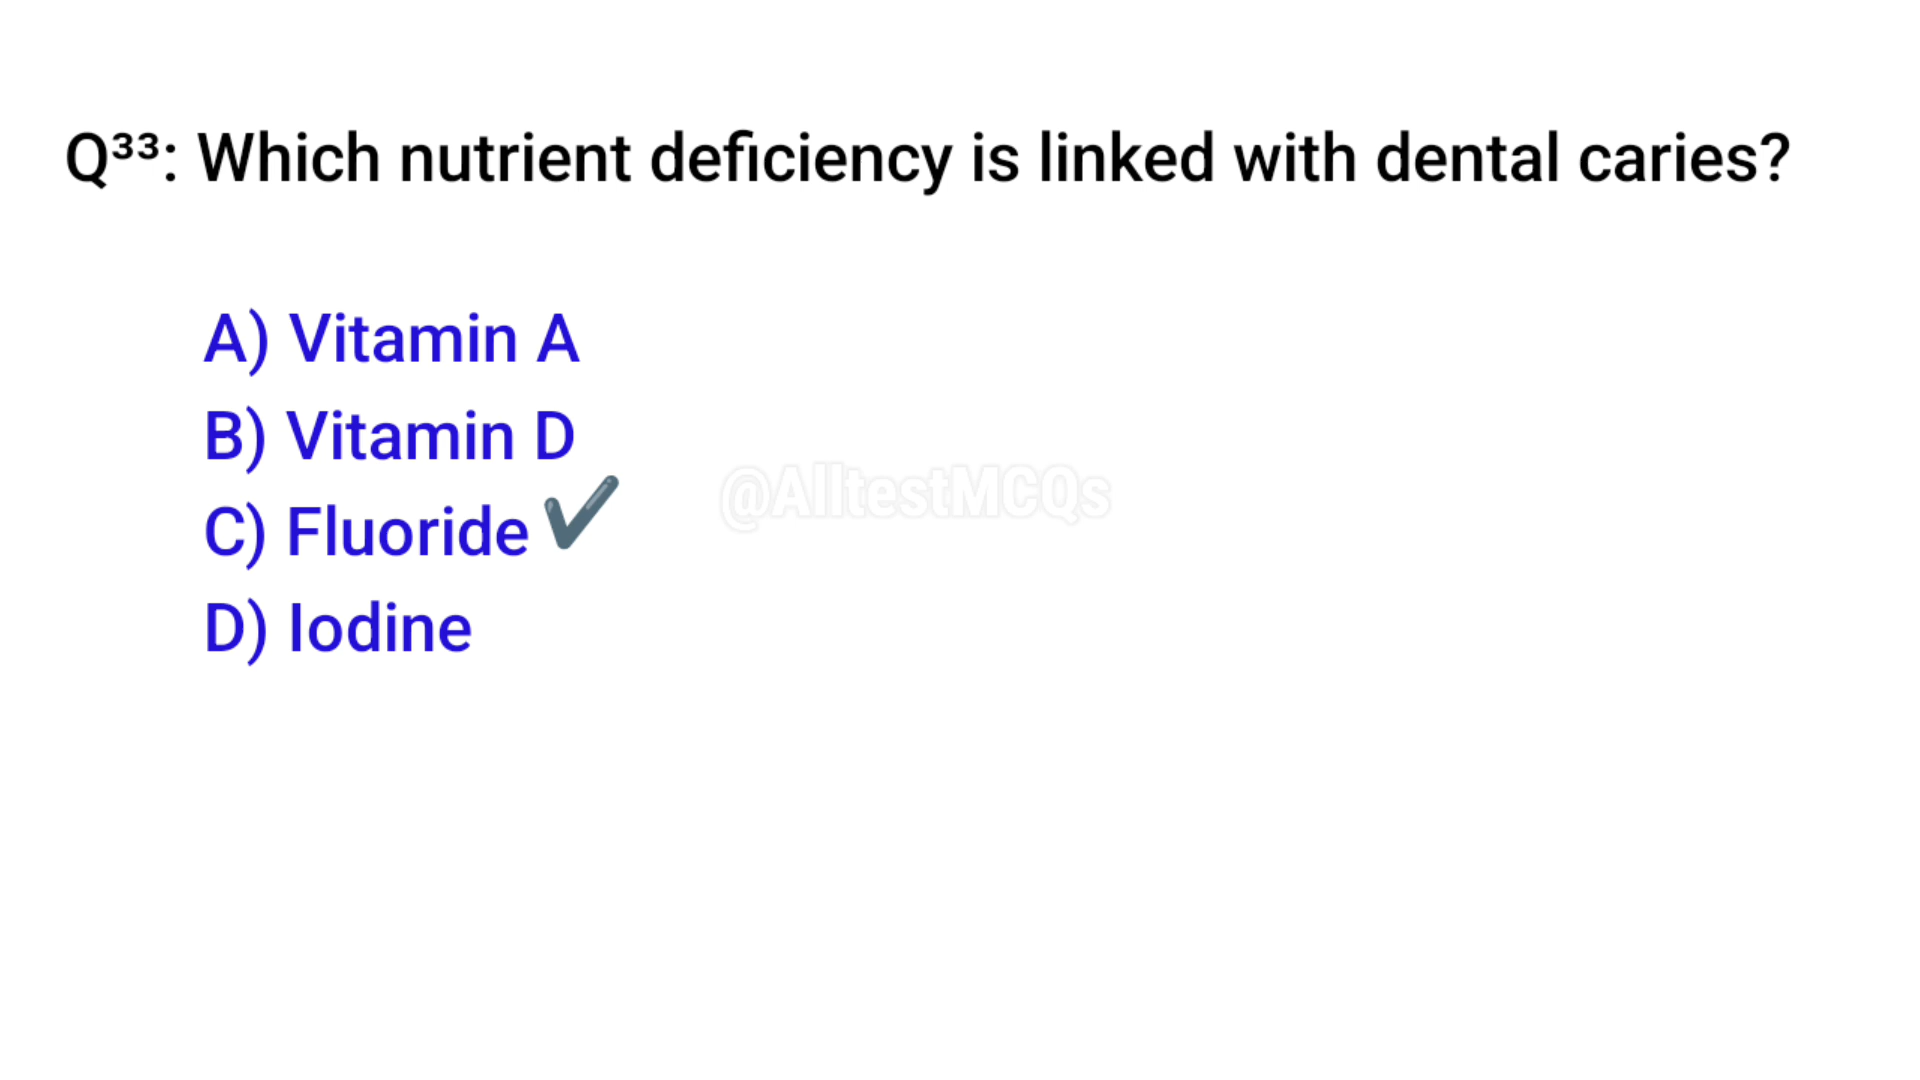 Q³³: Which nutrient deficiency is linked with dental caries?
A) Vitamin A
B) Vitamin D
C) Fluoride ✔
@AlltestMCQs
D) Iodine